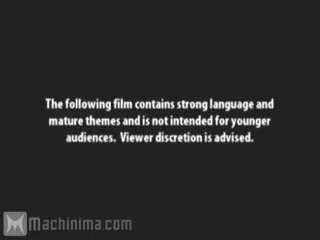 The following film contains strong language and
mature themes and is not intended for younger
audiences. Viewer discretion is advised.
Machinima.com